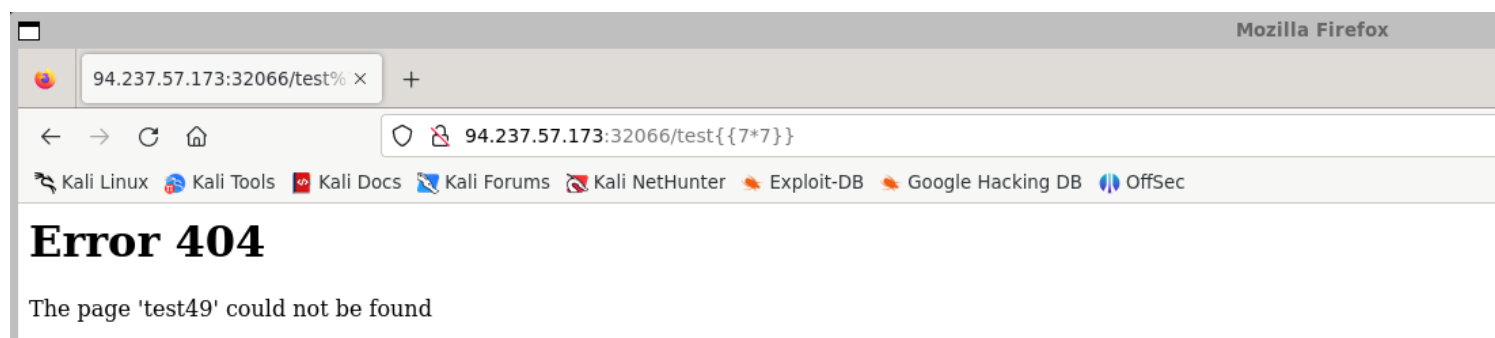 Mozilla Firefox
94.237.57.173:32066/test%
94.237.57.173:32066/test{{7*7}}
Kali Linux Kali Tools Kali Docs Kali Forums Kali NetHunter Exploit-DB Google Hacking DB OffSec
Error 404
The page 'test49' could not be found